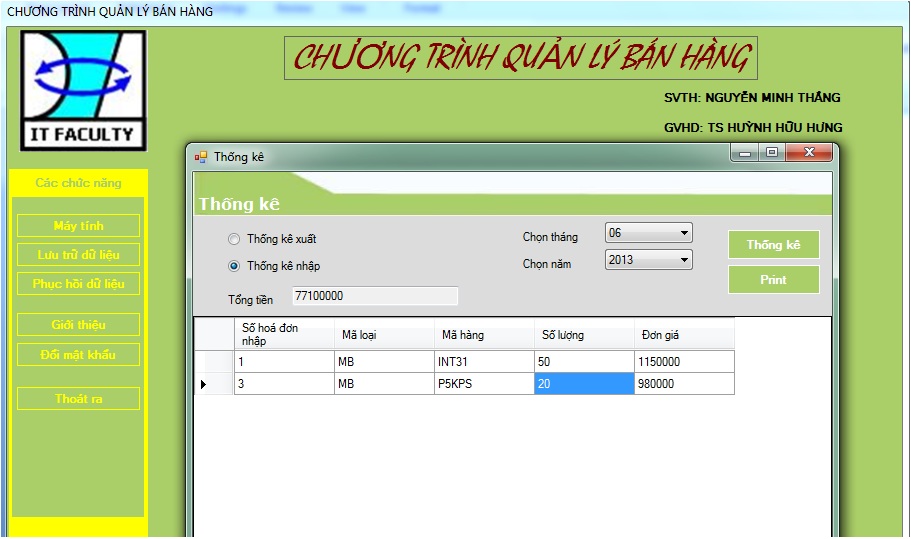 CHƯƠNG TRÌNH QUẢN LÝ BÁN HÀNG
CHƯƠNG TRÌNH QUẢN LÝ BÁN HÀNG
SVTH: NGUYỄN MINH THẮNG
GVHD: TS HUỲNH HỮU HƯNG
IT FACULTY
Các chức năng
Máy tính
Lưu trữ dữ liệu
Phục hồi dữ liệu
Giới thiệu
Đổi mật khẩu
Thoát ra
Thống kê
Thống kê
Thống kê xuất
Thống kê nhập
Chọn tháng 06
Chọn năm 2013
Thống kê
Print
Tổng tiền 77100000
Số hoá đơn nhập Mã loại Mã hàng Số lượng Đơn giá
1 MB INT31 50 1150000
3 MB P5KPS 20 980000